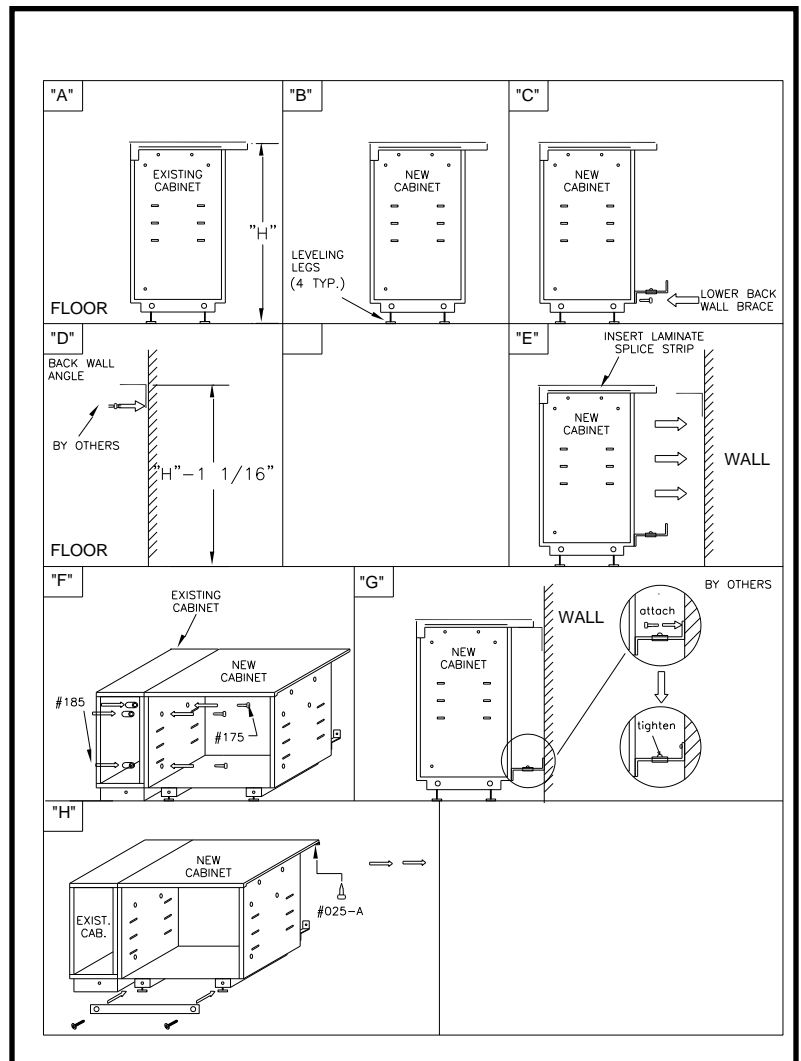 "A"
EXISTING
CABINET
"H"
FLOOR
"B"
NEW
CABINET
LEVELING
LEGS
(4 TYP.)
"C"
NEW
CABINET
LOWER BACK
WALL BRACE
"D"
BACK WALL
ANGLE
BY OTHERS
"H"-1 1/16"
FLOOR
"E"
INSERT LAMINATE
SPLICE STRIP
NEW
CABINET
WALL
"F"
EXISTING
CABINET
NEW
CABINET
#185
#175
"G"
BY OTHERS
WALL
NEW
CABINET
attach
tighten
"H"
NEW
CABINET
EXIST.
CAB.
#025-A